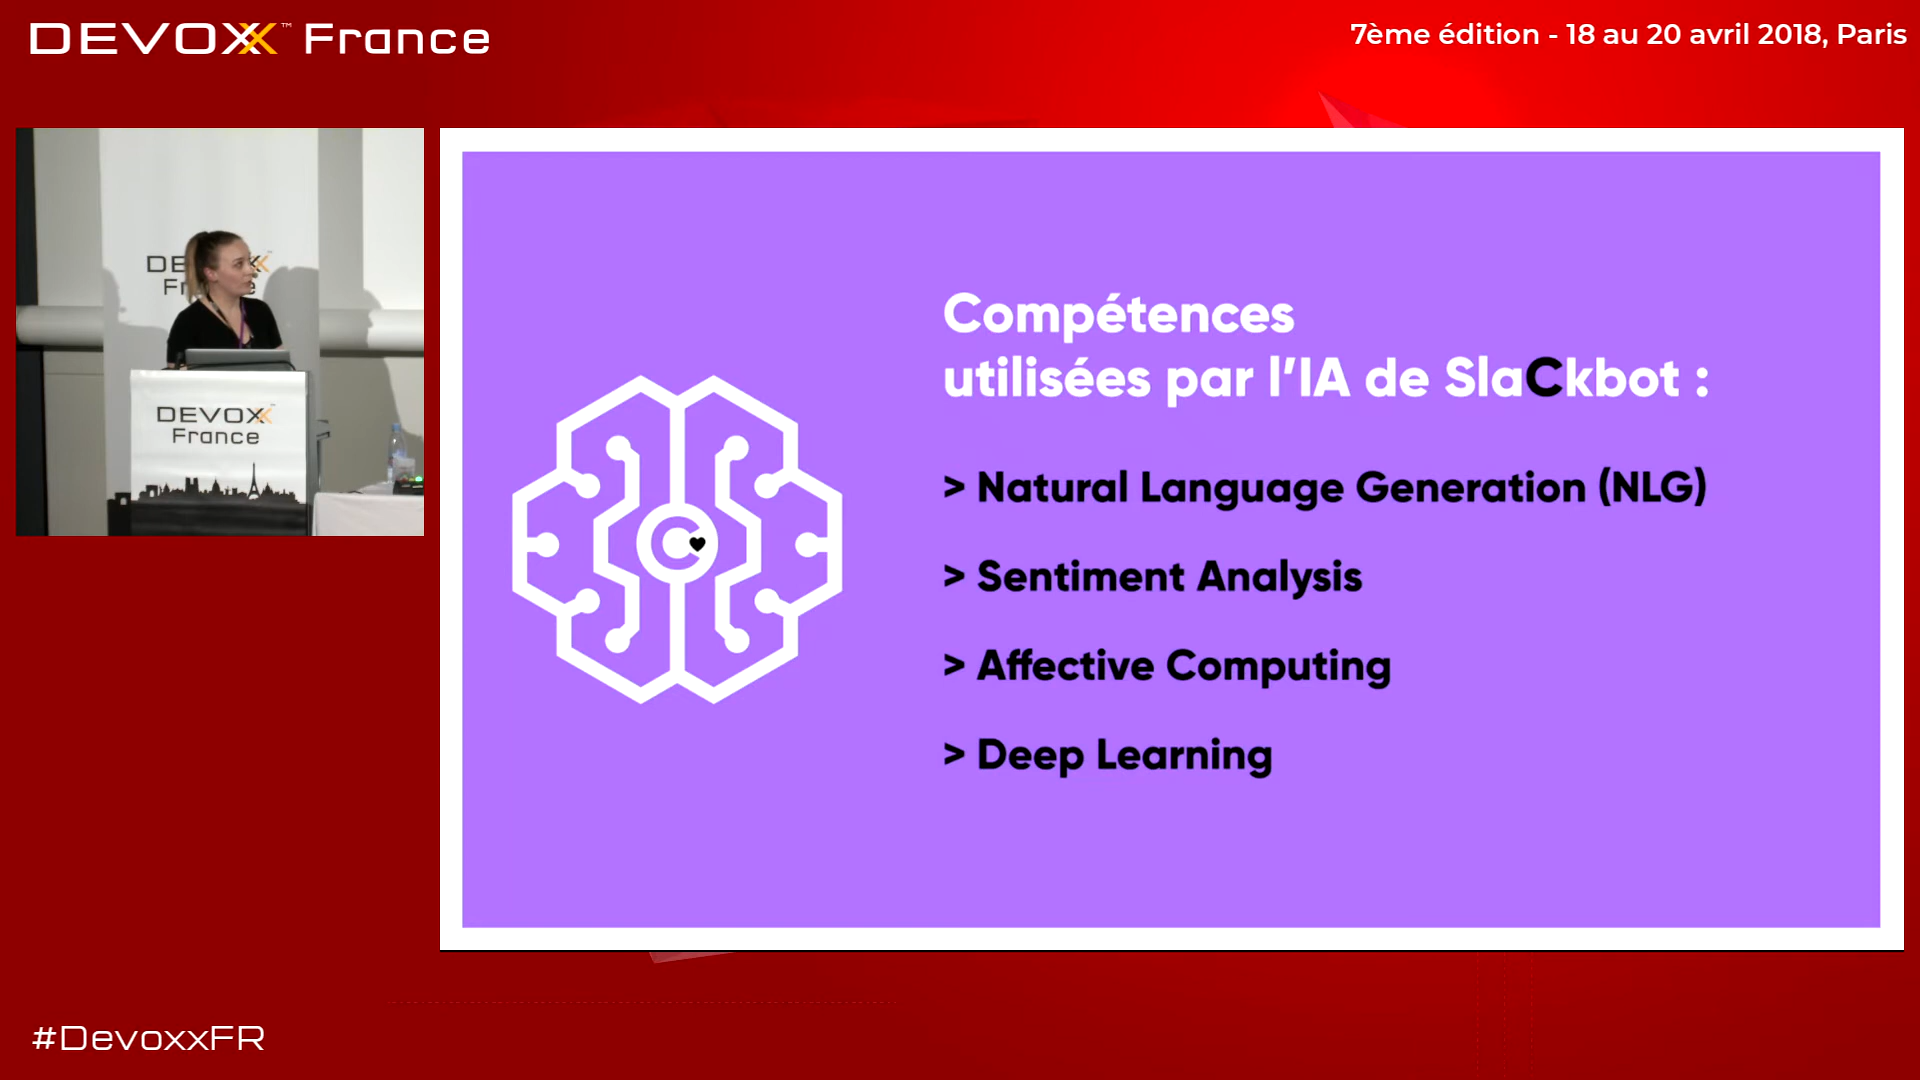 DEVOXX™ France
7ème édition - 18 au 20 avril 2018, Paris
DEVOXX
France
Compétences
utilisées par l'IA de SlaCkbot :
> Natural Language Generation (NLG)
> Sentiment Analysis
> Affective Computing
> Deep Learning
#DevoxxFR